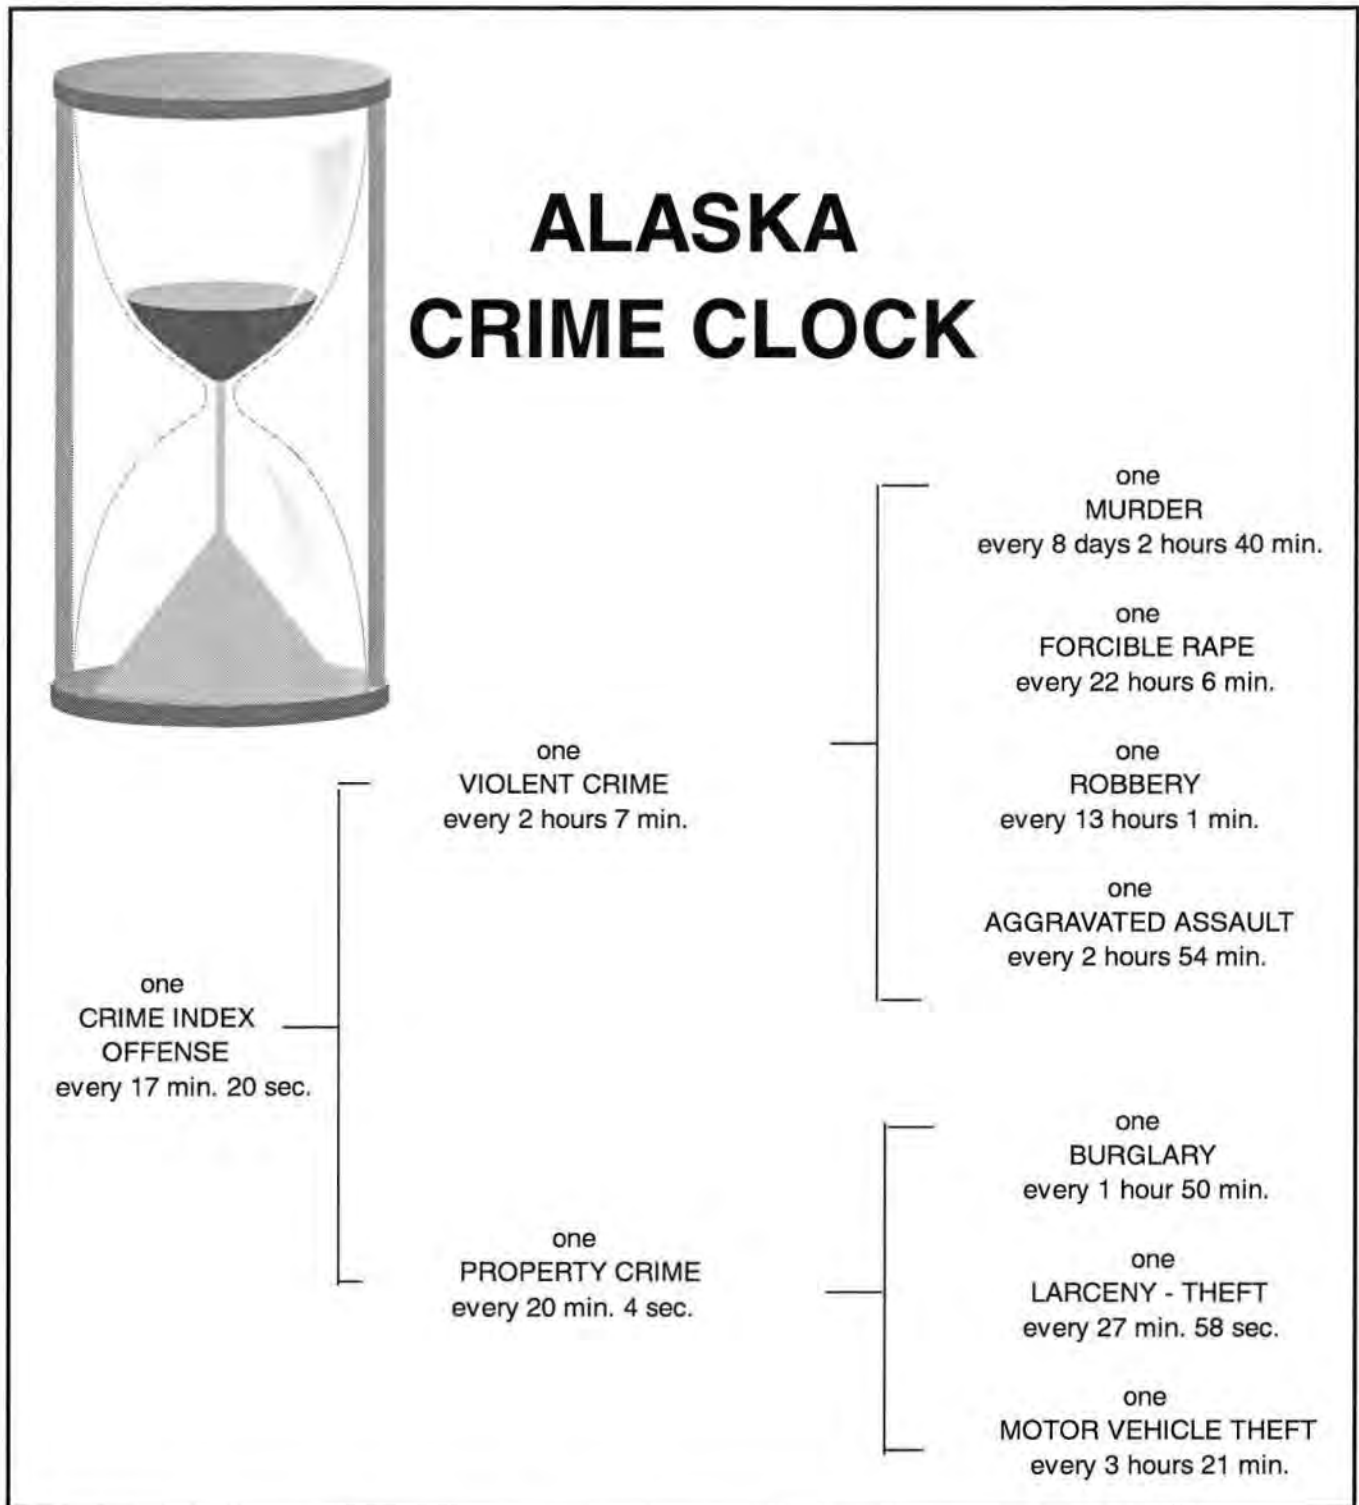 ALASKA
CRIME CLOCK
one
MURDER
every 8 days 2 hours 40 min.
one
FORCIBLE RAPE
every 22 hours 6 min.
one
ROBBERY
every 13 hours 1 min.
one
AGGRAVATED ASSAULT
every 2 hours 54 min.
one
VIOLENT CRIME
every 2 hours 7 min.
one
CRIME INDEX
OFFENSE
every 17 min. 20 sec.
one
PROPERTY CRIME
every 20 min. 4 sec.
one
BURGLARY
every 1 hour 50 min.
one
LARCENY - THEFT
every 27 min. 58 sec.
one
MOTOR VEHICLE THEFT
every 3 hours 21 min.